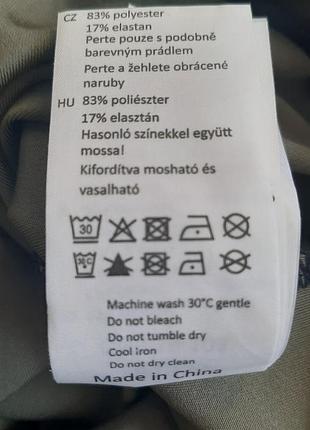 CZ 83% polyester
17% elastan
Perte pouze s podobně
barevným prádlem
Perte a žehlete obrácené
naruby
HU 83% poliészter
17% elasztán
Hasonló színekkel együtt
mossa!
Kifordítva mosható és
vasalható
30
30°C
Machine wash 30°C gentle
Do not bleach
Do not tumble dry
Cool iron
Do not dry clean
Made in China